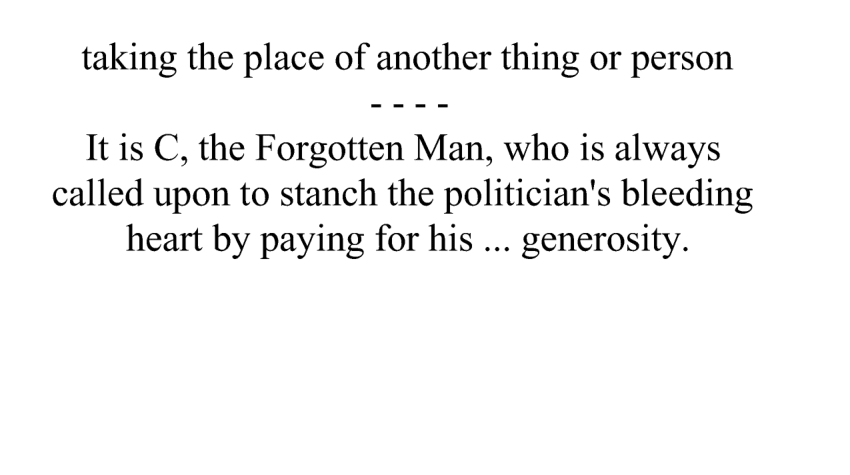 taking the place of another thing or person
- - - -
It is C, the Forgotten Man, who is always
called upon to stanch the politician's bleeding
heart by paying for his ... generosity.